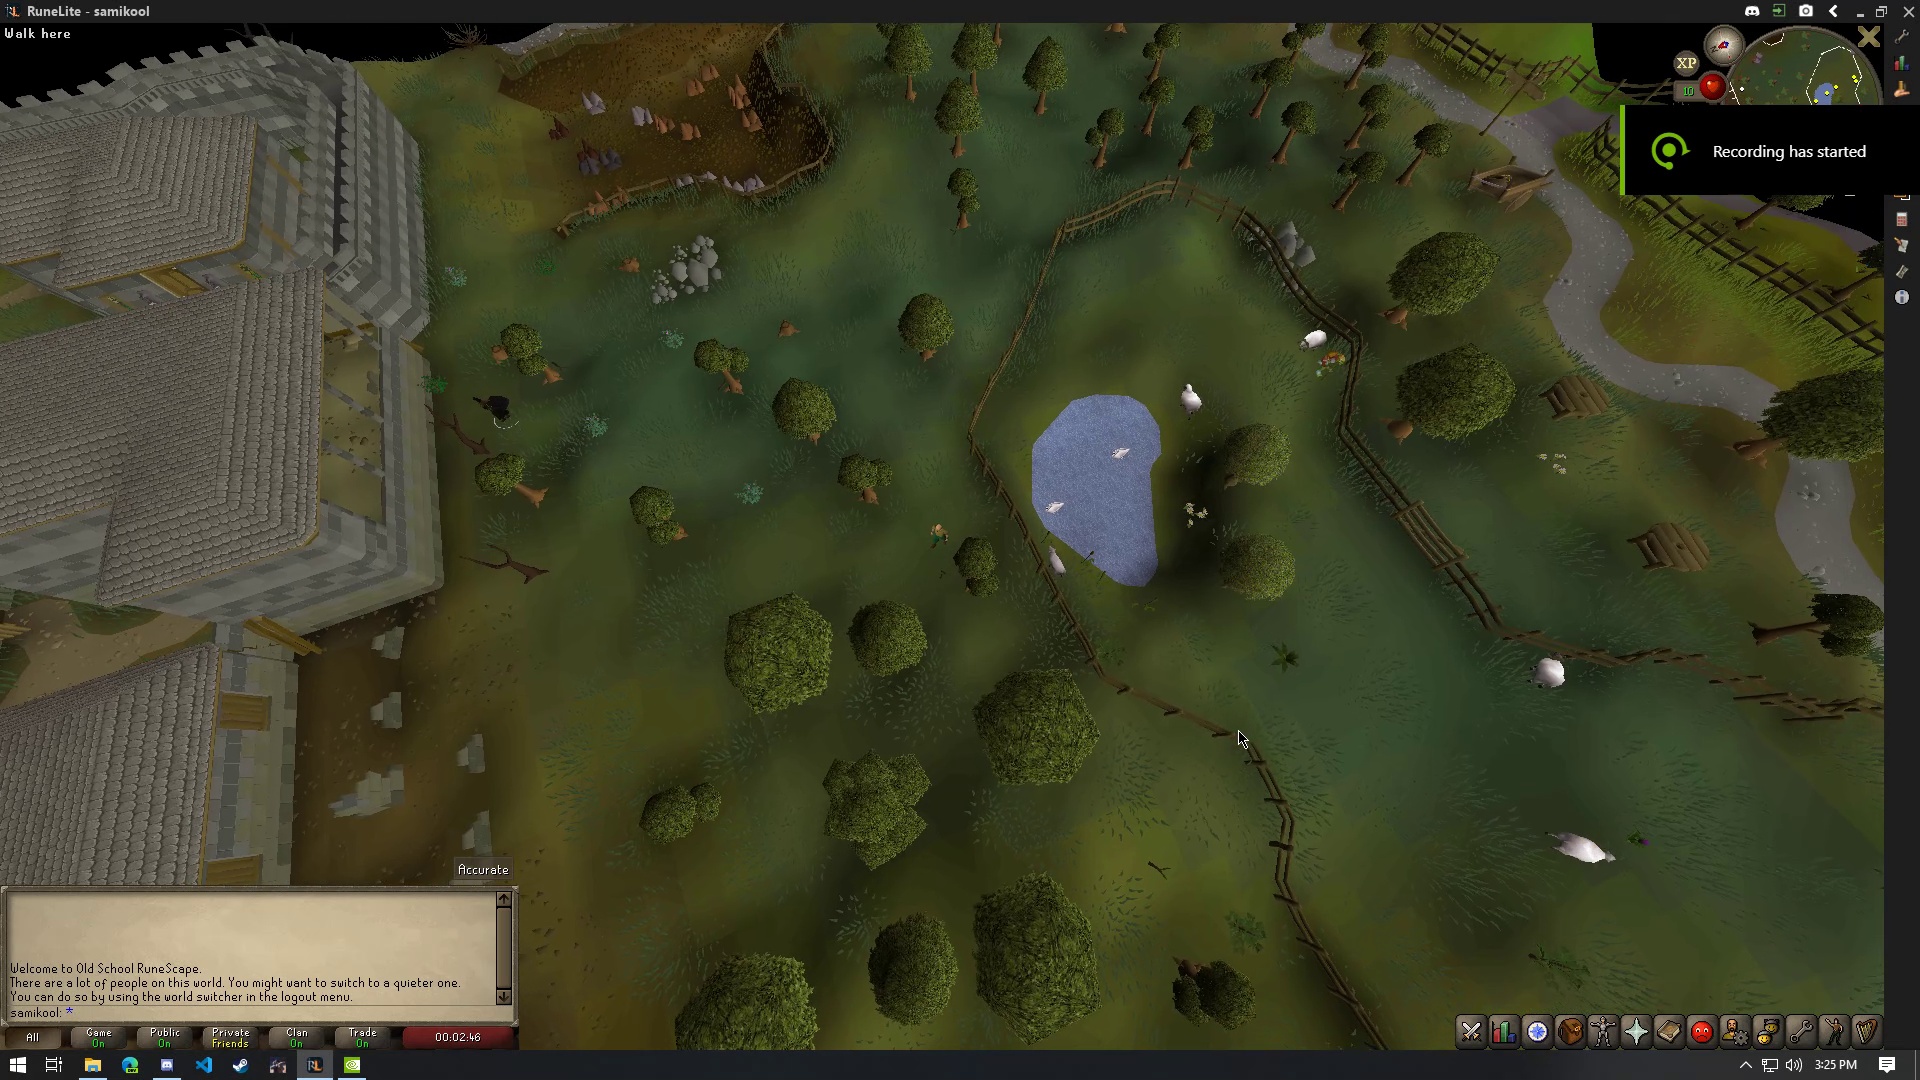 RuneLite - samikool
Walk here
XP
10
Recording has started
Accurate
Welcome to Old School RuneScape.
There are a lot of people on this world. You might want to switch to a quieter one.
You can do so by using the world switcher in the logout menu.
samikool: *
All
Game
On
Public
On
Private
Friends
Clan
On
Trade
On
00:02:46
3:25 PM